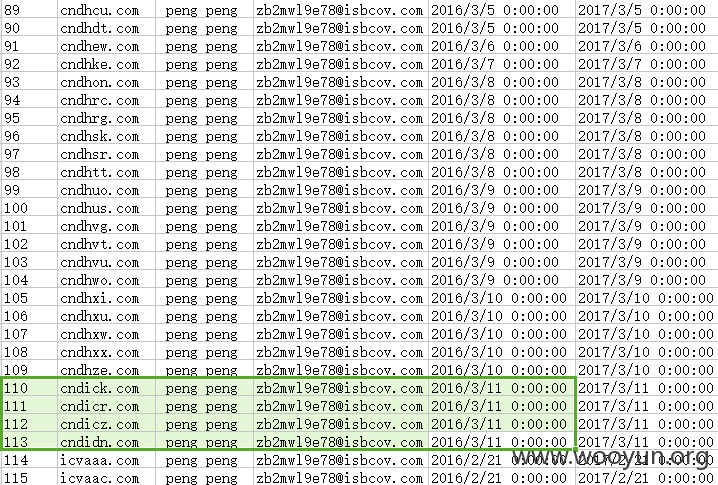 89 cndhcu.com peng peng zb2mwl9e78@isbcov.com 2016/3/5 0:00:00 2017/3/5 0:00:00
90 cndhdt.com peng peng zb2mwl9e78@isbcov.com 2016/3/5 0:00:00 2017/3/5 0:00:00
91 cndhew.com peng peng zb2mwl9e78@isbcov.com 2016/3/6 0:00:00 2017/3/6 0:00:00
92 cndhke.com peng peng zb2mwl9e78@isbcov.com 2016/3/7 0:00:00 2017/3/7 0:00:00
93 cndhon.com peng peng zb2mwl9e78@isbcov.com 2016/3/8 0:00:00 2017/3/8 0:00:00
94 cndhrc.com peng peng zb2mwl9e78@isbcov.com 2016/3/8 0:00:00 2017/3/8 0:00:00
95 cndhrg.com peng peng zb2mwl9e78@isbcov.com 2016/3/8 0:00:00 2017/3/8 0:00:00
96 cndhsk.com peng peng zb2mwl9e78@isbcov.com 2016/3/8 0:00:00 2017/3/8 0:00:00
97 cndhsr.com peng peng zb2mwl9e78@isbcov.com 2016/3/8 0:00:00 2017/3/8 0:00:00
98 cndhtt.com peng peng zb2mwl9e78@isbcov.com 2016/3/8 0:00:00 2017/3/8 0:00:00
99 cndhuo.com peng peng zb2mwl9e78@isbcov.com 2016/3/9 0:00:00 2017/3/9 0:00:00
100 cndhus.com peng peng zb2mwl9e78@isbcov.com 2016/3/9 0:00:00 2017/3/9 0:00:00
101 cndhvg.com peng peng zb2mwl9e78@isbcov.com 2016/3/9 0:00:00 2017/3/9 0:00:00
102 cndhvt.com peng peng zb2mwl9e78@isbcov.com 2016/3/9 0:00:00 2017/3/9 0:00:00
103 cndhvu.com peng peng zb2mwl9e78@isbcov.com 2016/3/9 0:00:00 2017/3/9 0:00:00
104 cndhwo.com peng peng zb2mwl9e78@isbcov.com 2016/3/9 0:00:00 2017/3/9 0:00:00
105 cndhxi.com peng peng zb2mwl9e78@isbcov.com 2016/3/10 0:00:00 2017/3/10 0:00:00
106 cndhxu.com peng peng zb2mwl9e78@isbcov.com 2016/3/10 0:00:00 2017/3/10 0:00:00
107 cndhxw.com peng peng zb2mwl9e78@isbcov.com 2016/3/10 0:00:00 2017/3/10 0:00:00
108 cndhxx.com peng peng zb2mwl9e78@isbcov.com 2016/3/10 0:00:00 2017/3/10 0:00:00
109 cndhze.com peng peng zb2mwl9e78@isbcov.com 2016/3/10 0:00:00 2017/3/10 0:00:00
110 cndick.com peng peng zb2mwl9e78@isbcov.com 2016/3/11 0:00:00 2017/3/11 0:00:00
111 cndicr.com peng peng zb2mwl9e78@isbcov.com 2016/3/11 0:00:00 2017/3/11 0:00:00
112 cndicz.com peng peng zb2mwl9e78@isbcov.com 2016/3/11 0:00:00 2017/3/11 0:00:00
113 cndidn.com peng peng zb2mwl9e78@isbcov.com 2016/3/11 0:00:00 2017/3/11 0:00:00
114 icvaaa.com peng peng zb2mwl9e78@isbcov.com 2016/2/21 0:00:00 2017/2/21 0:00:00
115 icvaac.com peng peng zb2mwl9e78@isbcov.com 2016/2/21 0:00:00 2017/2/21 0:00:00
www.wooyun.org